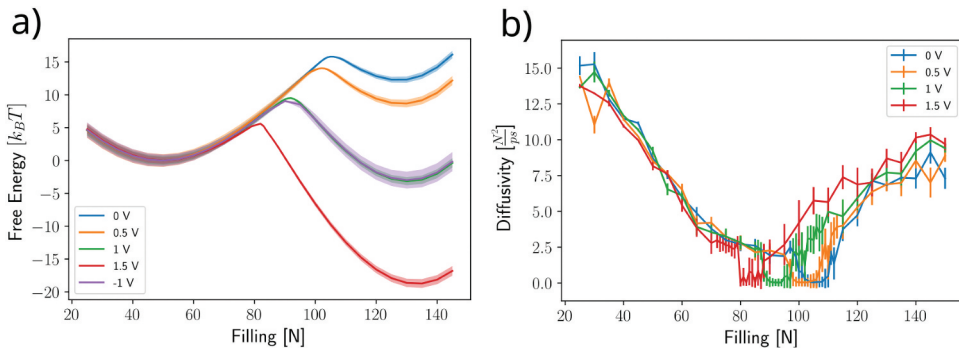 a)
Free Energy [k_BT]
15
10
5
0
−5
−10
−15
−20
0 V
0.5 V
1 V
1.5 V
-1 V
20 40 60 80 100 120 140
Filling [N]
b)
Diffusivity [N²/ps]
15.0
12.5
10.0
7.5
5.0
2.5
0.0
0 V
0.5 V
1 V
1.5 V
20 40 60 80 100 120 140
Filling [N]